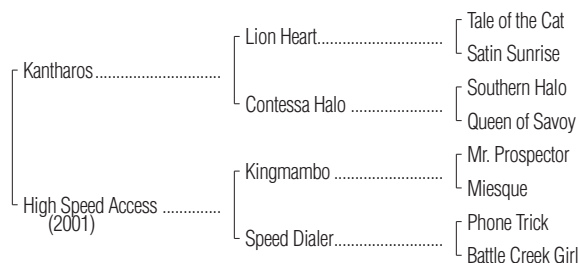 Tale of the Cat
Lion Heart
Satin Sunrise
Kantharos
Southern Halo
Contessa Halo
Queen of Savoy
Mr. Prospector
Kingmambo
Miesque
High Speed Access
(2001)
Phone Trick
Speed Dialer
Battle Creek Girl